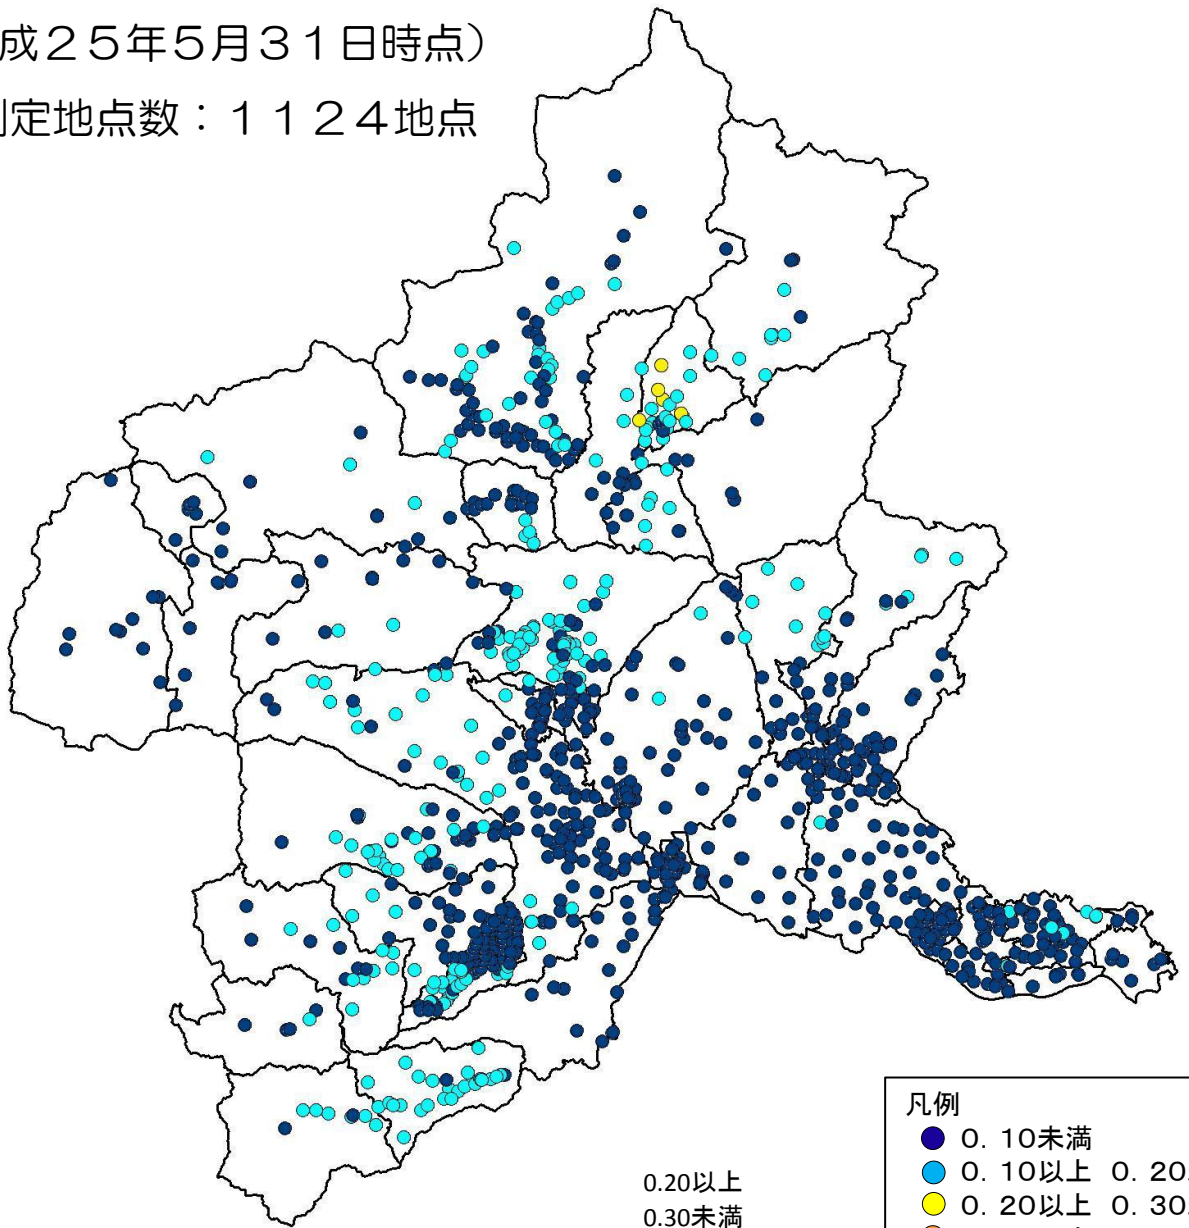 成２５年５月３１日時点）
定地点数：１１２４地点
0.20以上
0.30未満
凡例
０．１０未満
０．１０以上 ０．２０
０．２０以上 ０．３０